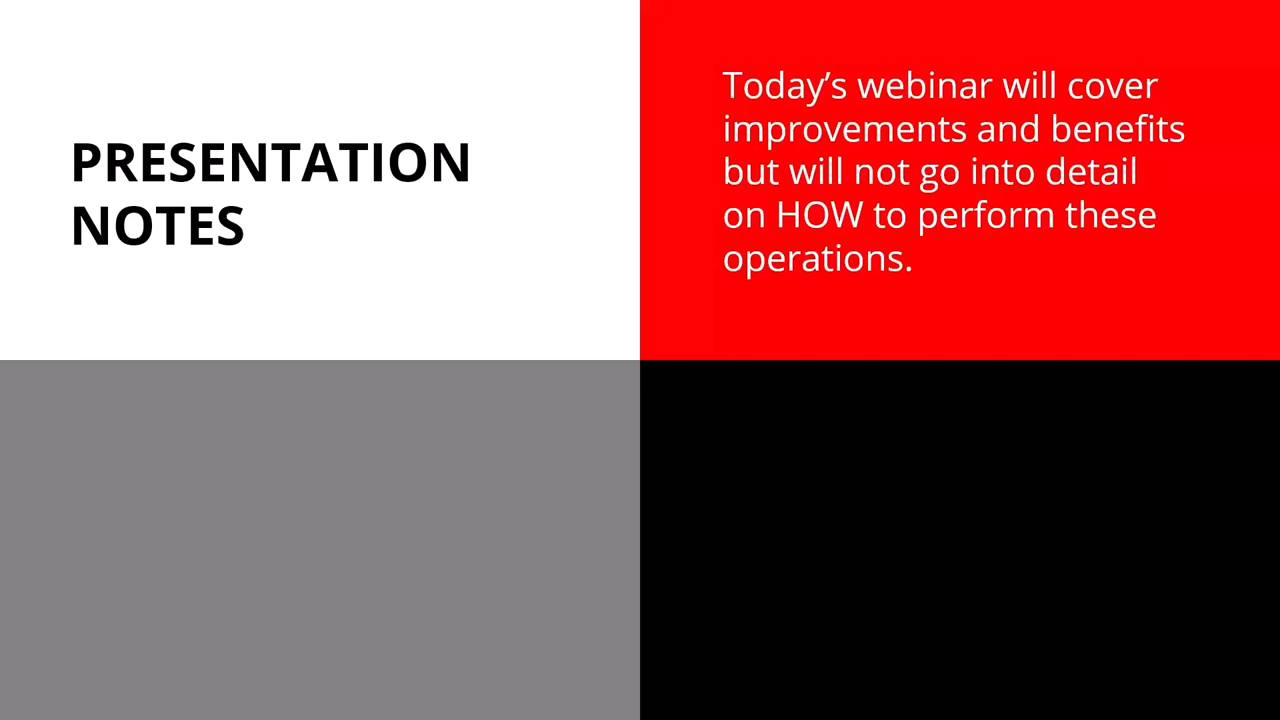 PRESENTATION
NOTES
Today’s webinar will cover
improvements and benefits
but will not go into detail
on HOW to perform these
operations.